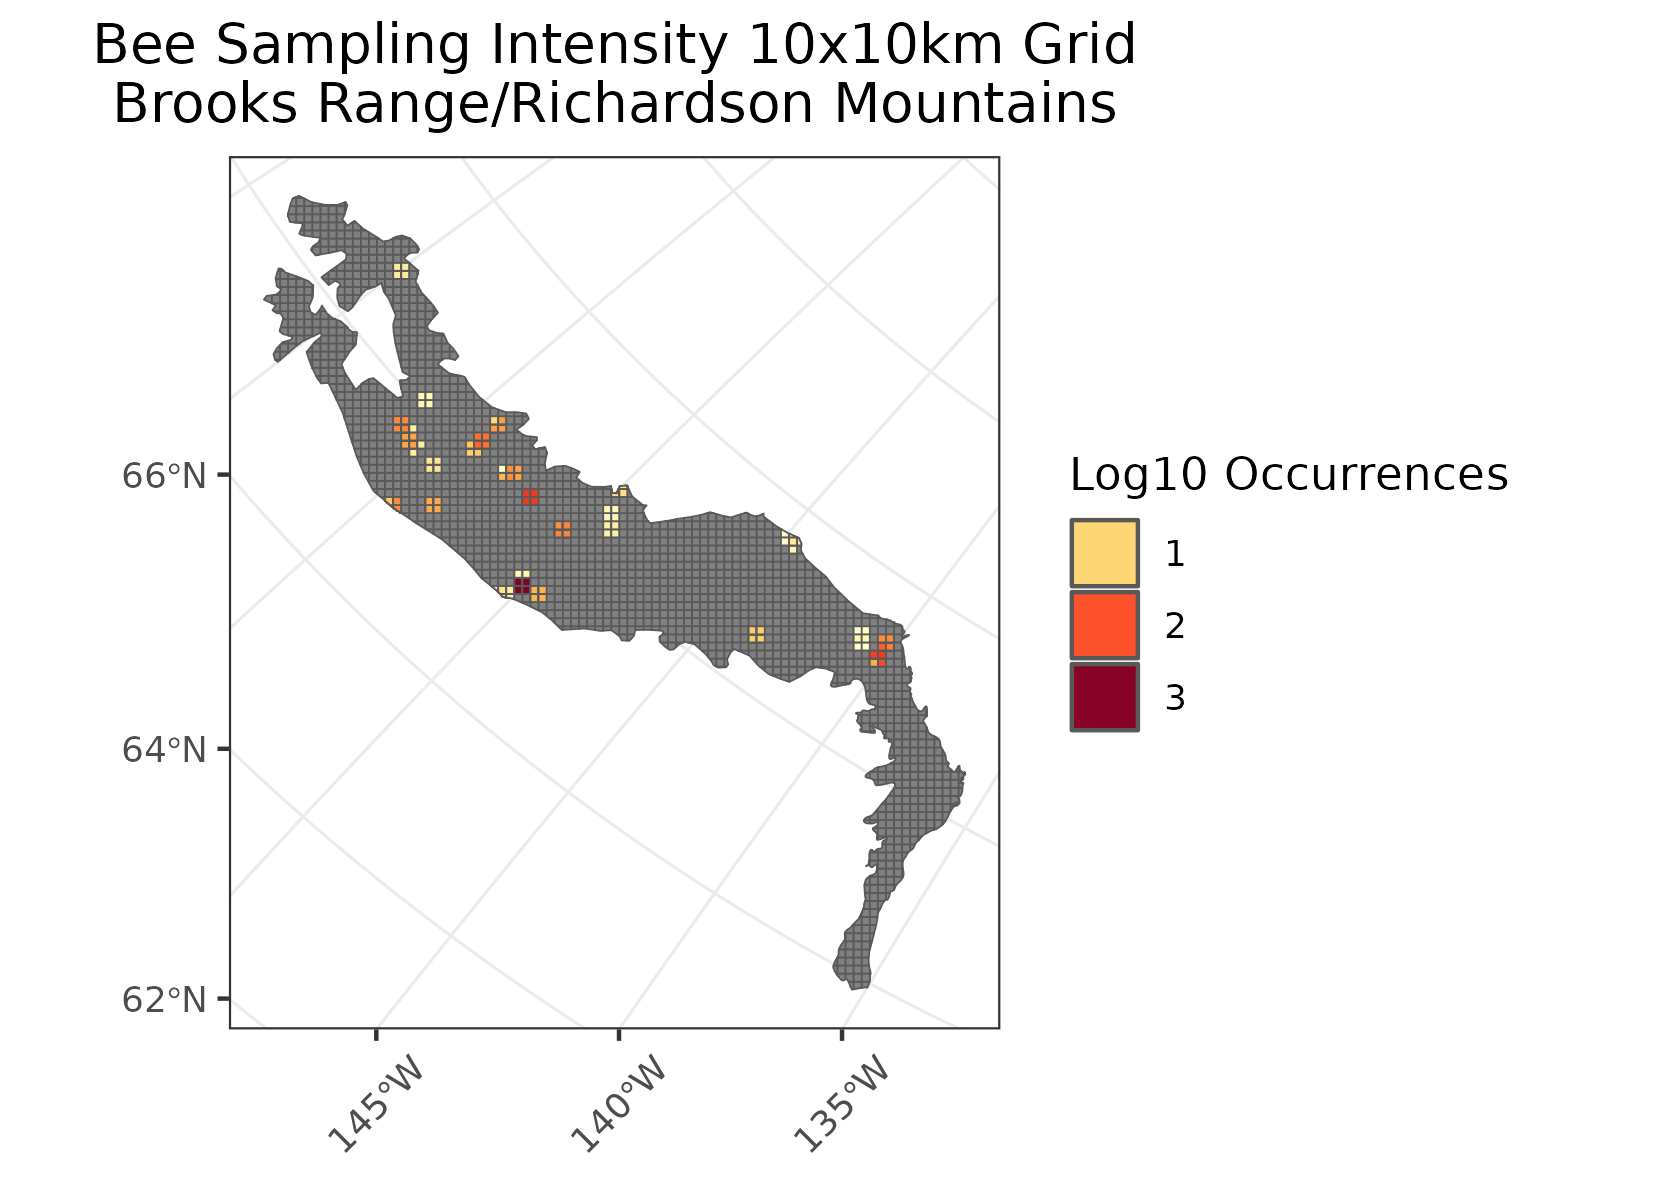 Bee Sampling Intensity 10x10km Grid
Brooks Range/Richardson Mountains
66°N
64°N
62°N
145°W
140°W
135°W
Log10 Occurrences
1
2
3